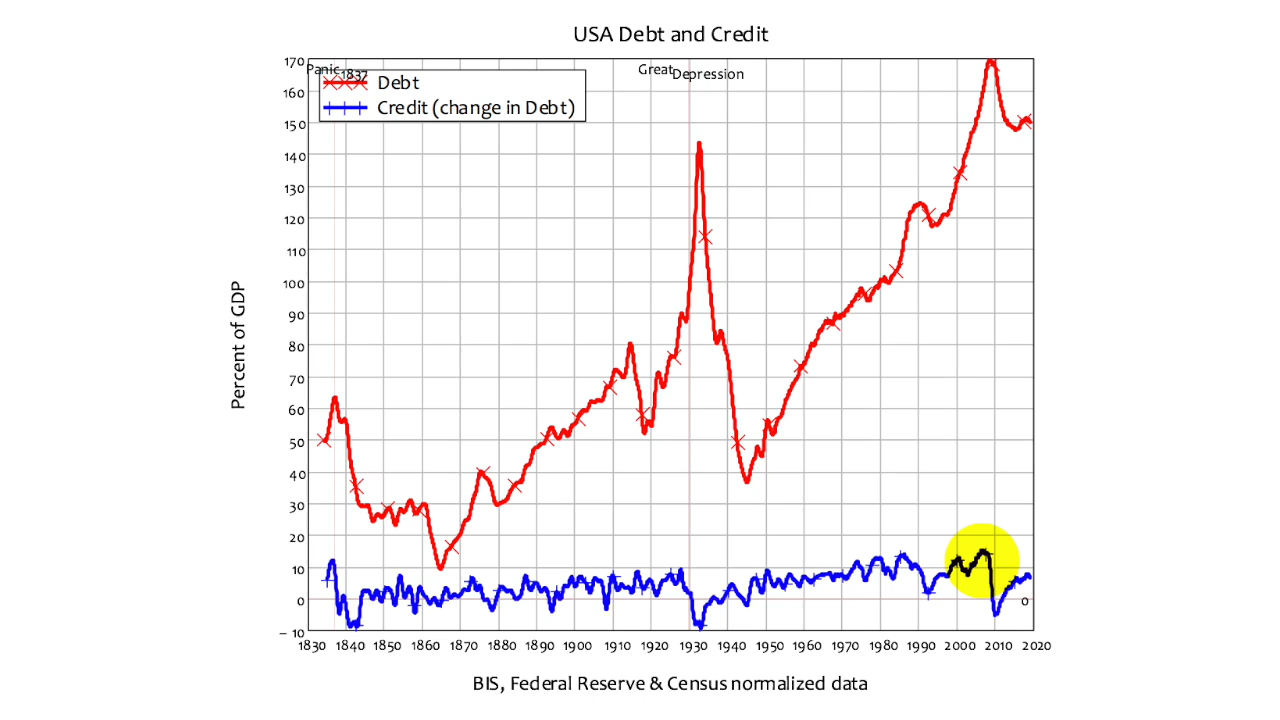 USA Debt and Credit
Panic 1837
Great Depression
Debt
Credit (change in Debt)
170
160
150
140
130
120
110
100
90
80
70
60
50
40
30
20
10
0
0
-10
Percent of GDP
1830 1840 1850 1860 1870 1880 1890 1900 1910 1920 1930 1940 1950 1960 1970 1980 1990 2000 2010 2020
BIS, Federal Reserve & Census normalized data